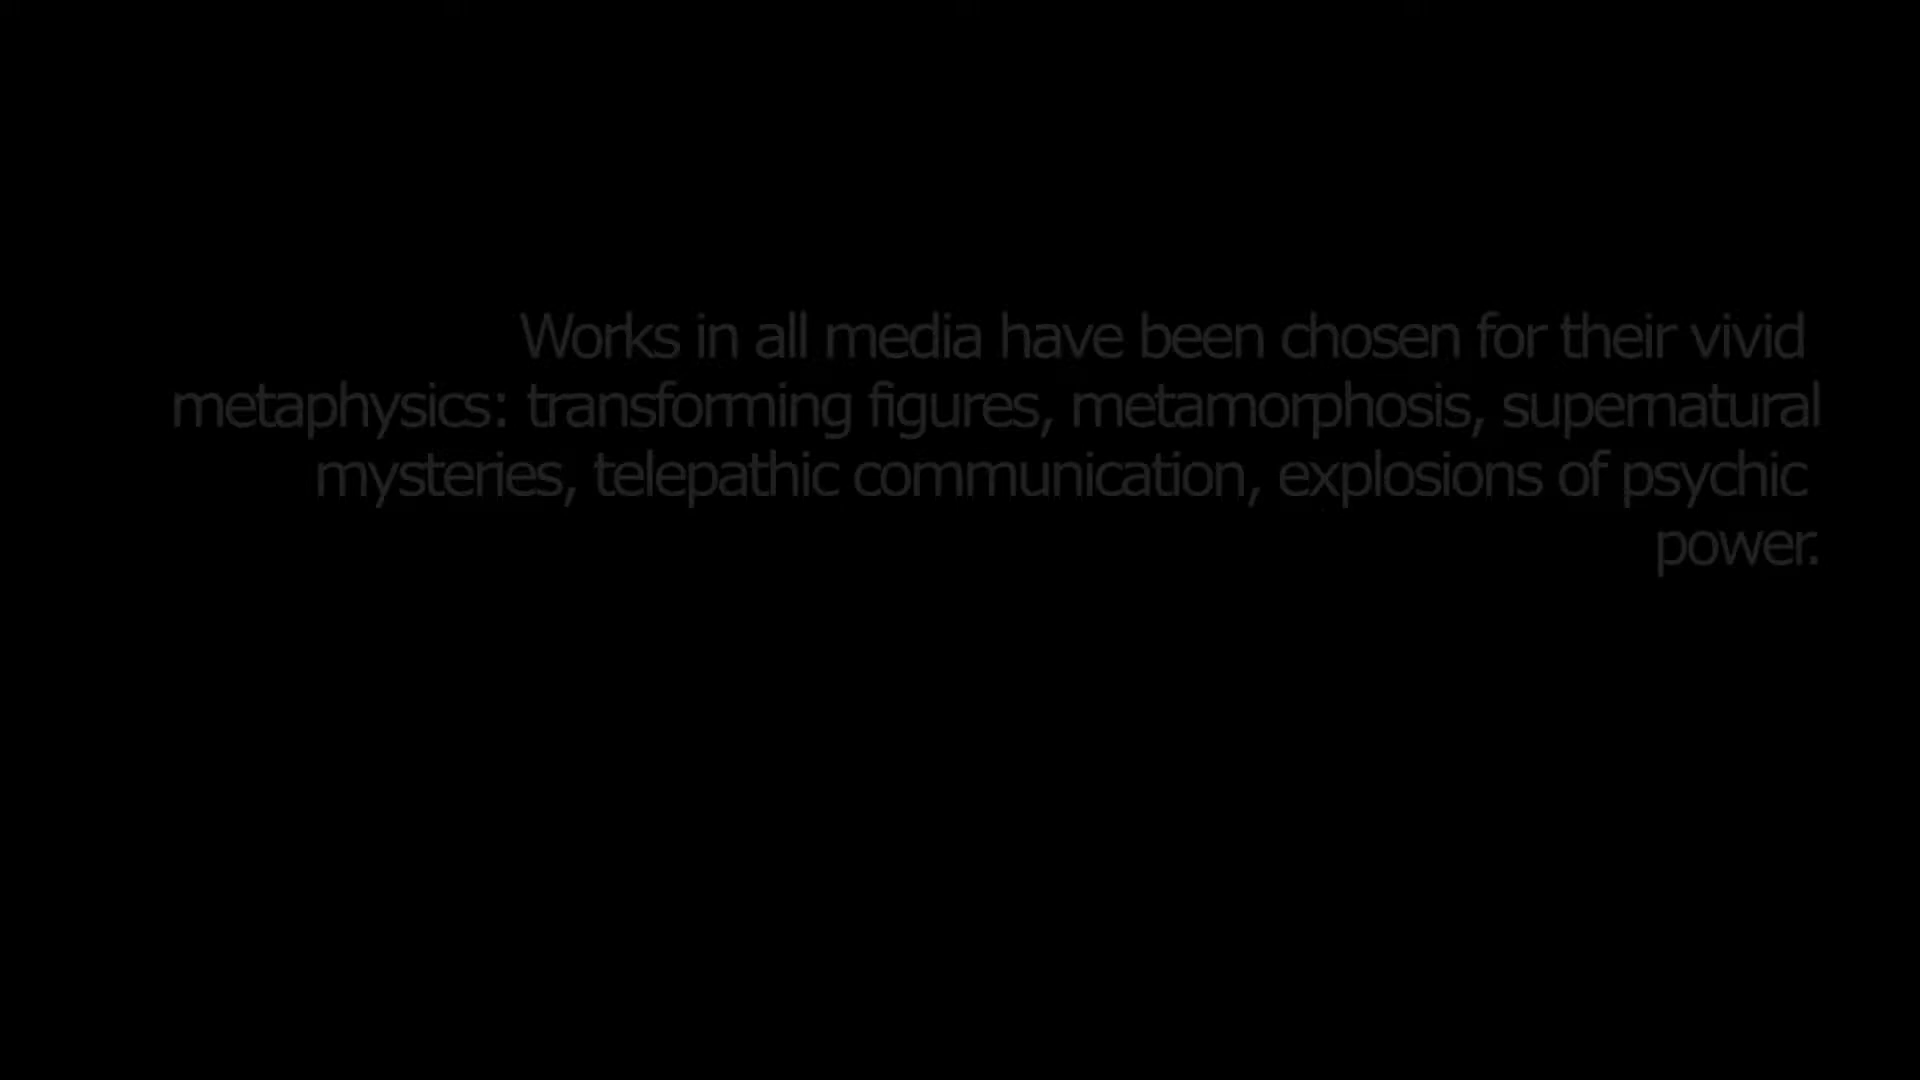 Works in all media have been chosen for their vivid
metaphysics: transforming figures, metamorphosis, supernatural
mysteries, telepathic communication, explosions of psychic
power.